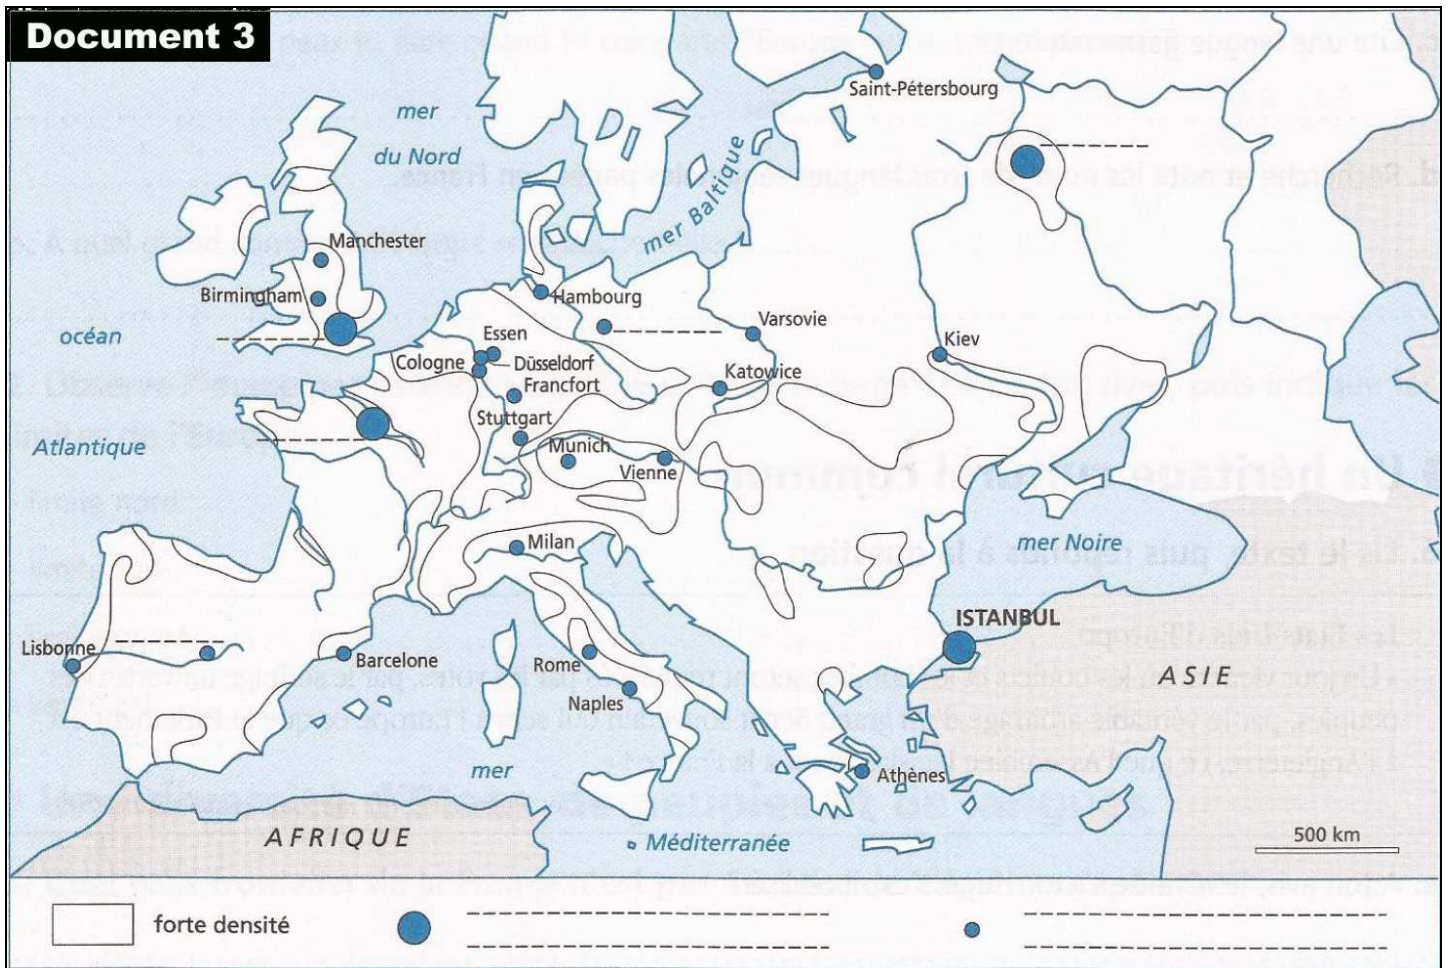 Document 3
mer
du Nord
Saint-Pétersbourg
mer Baltique
Manchester
Birmingham
Hambourg
océan
Essen
Varsovie
Kiev
Cologne
Düsseldorf
Francfort
Katowice
Stuttgart
Atlantique
Munich
Vienne
Milan
mer Noire
ISTANBUL
Lisbonne
Barcelone
Rome
ASIE
Naples
mer
Athènes
AFRIQUE
Méditerranée
500 km
forte densité